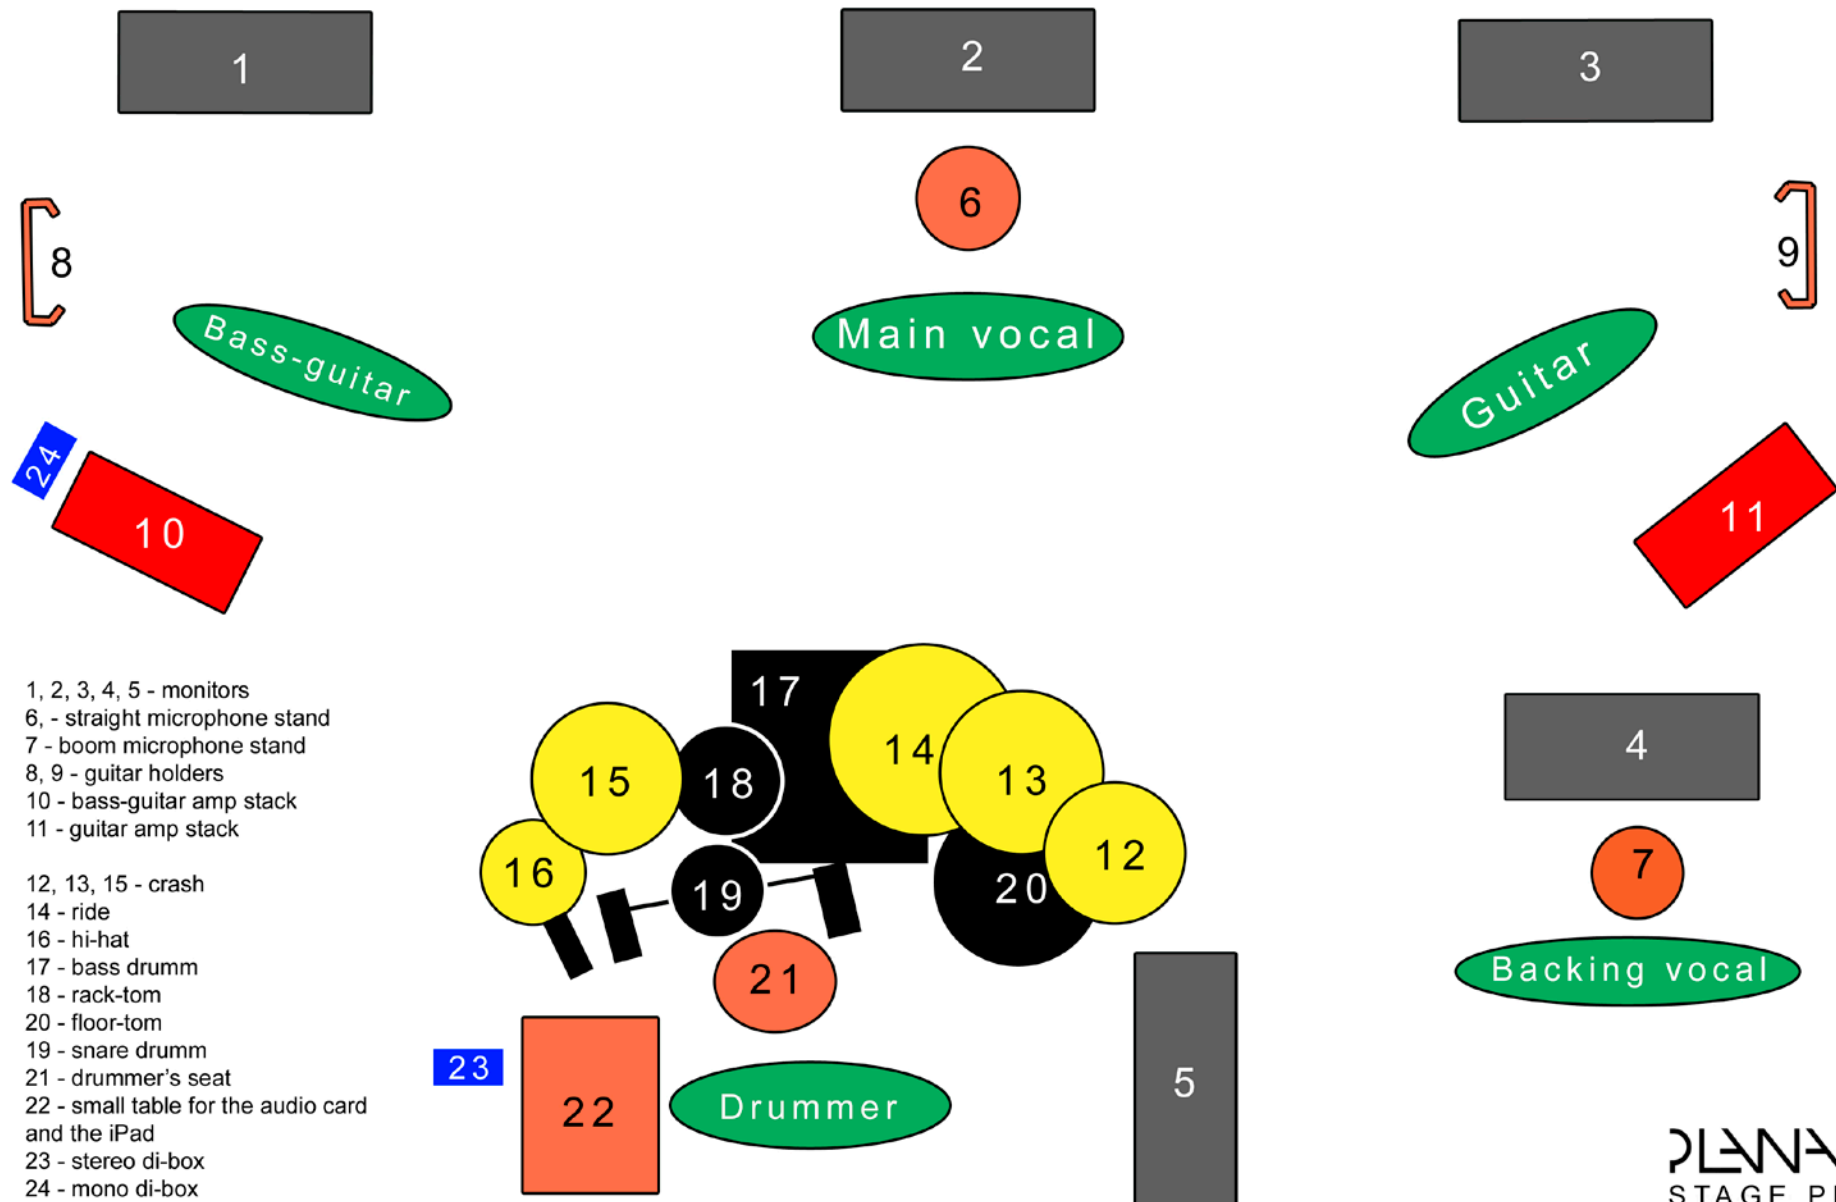 1
2
3
6
8
9
Bass-guitar
Main vocal
Guitar
24
10
11
1, 2, 3, 4, 5 - monitors
6, - straight microphone stand
7 - boom microphone stand
8, 9 - guitar holders
10 - bass-guitar amp stack
11 - guitar amp stack
12, 13, 15 - crash
14 - ride
16 - hi-hat
17 - bass drumm
18 - rack-tom
20 - floor-tom
19 - snare drumm
21 - drummer's seat
22 - small table for the audio card
and the iPad
23 - stereo di-box
24 - mono di-box
17
14
13
15
18
12
16
19
20
21
4
7
Backing vocal
23
22
Drummer
5
STAGE